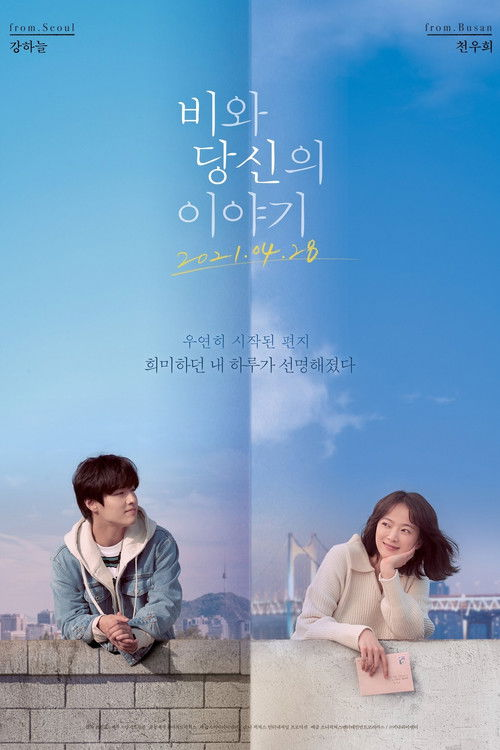 from.Seoul
강하늘
from.Busan
천우희
비와
당신의
이야기
2021.04.28
우연히 시작된 편지
희미하던 내 하루가 선명해졌다